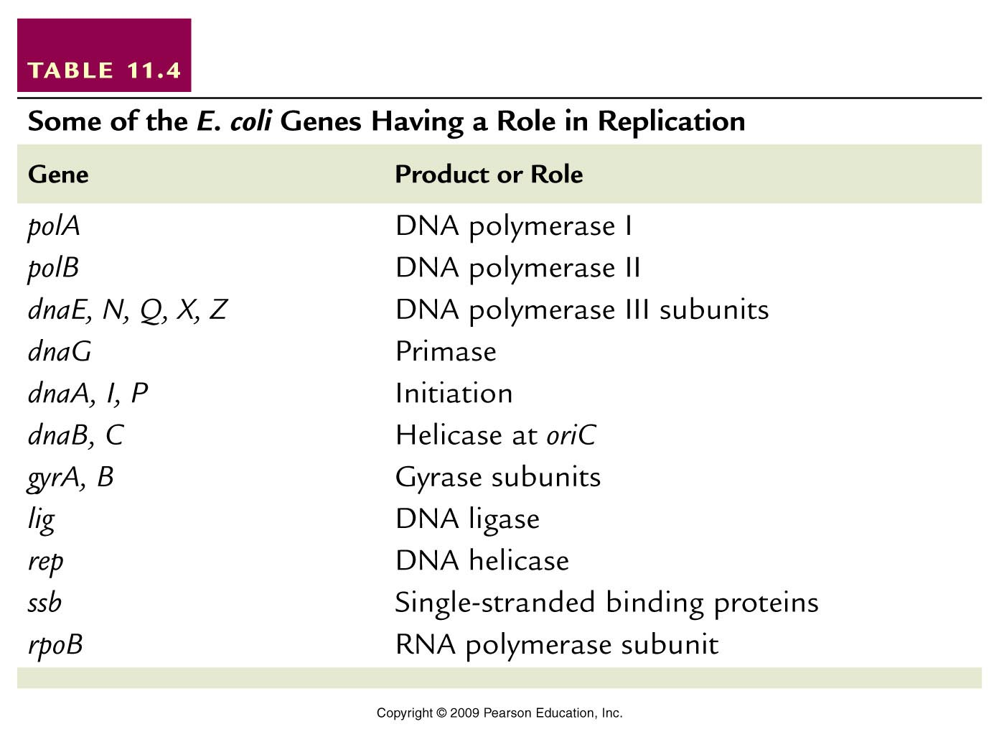 TABLE 11.4
Some of the E. coli Genes Having a Role in Replication
Gene Product or Role
polA DNA polymerase I
polB DNA polymerase II
dnaE, N, Q, X, Z DNA polymerase III subunits
dnaG Primase
dnaA, I, P Initiation
dnaB, C Helicase at oriC
gyrA, B Gyrase subunits
lig DNA ligase
rep DNA helicase
ssb Single-stranded binding proteins
rpoB RNA polymerase subunit
Copyright © 2009 Pearson Education, Inc.